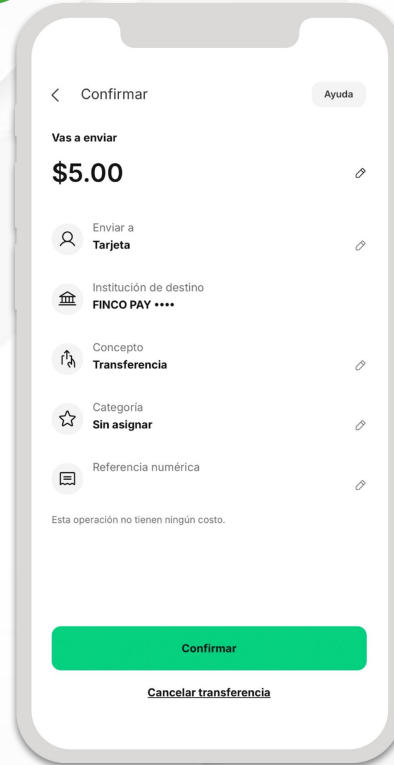 Confirmar
Ayuda
Vas a enviar
$5.00
Enviar a
Tarjeta
Institución de destino
FINCO PAY ••••
Concepto
Transferencia
Categoría
Sin asignar
Referencia numérica
Esta operación no tienen ningún costo.
Confirmar
Cancelar transferencia